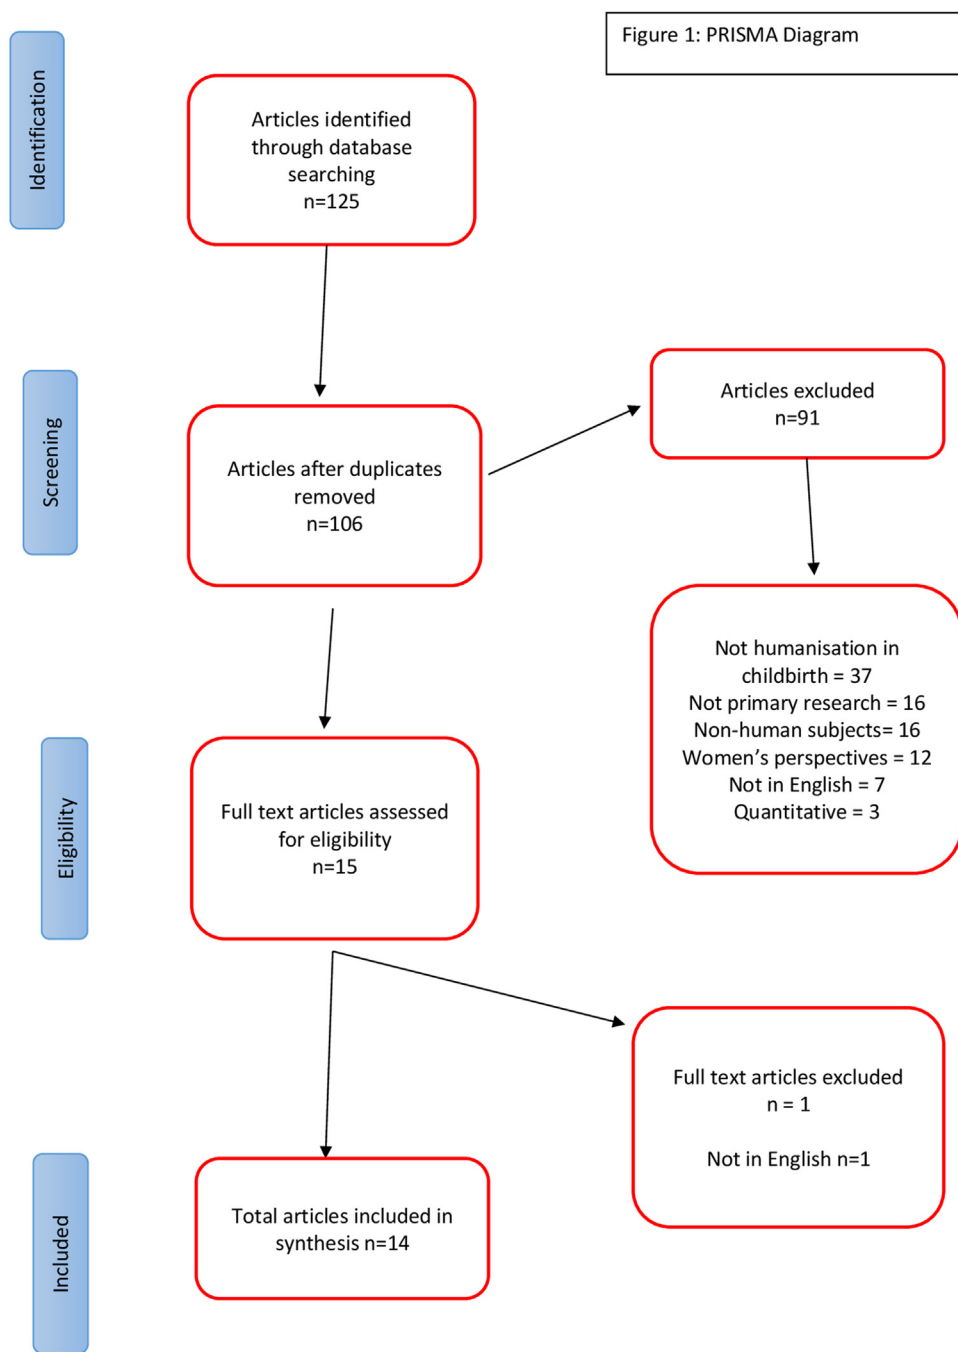 Figure 1: PRISMA Diagram
Identification
Articles identified
through database
searching
n=125
Screening
Articles after duplicates
removed
n=106
Articles excluded
n=91
Not humanisation in
childbirth = 37
Not primary research = 16
Non-human subjects= 16
Women’s perspectives = 12
Not in English = 7
Quantitative = 3
Eligibility
Full text articles assessed
for eligibility
n=15
Full text articles excluded
n = 1
Not in English n=1
Included
Total articles included in
synthesis n=14